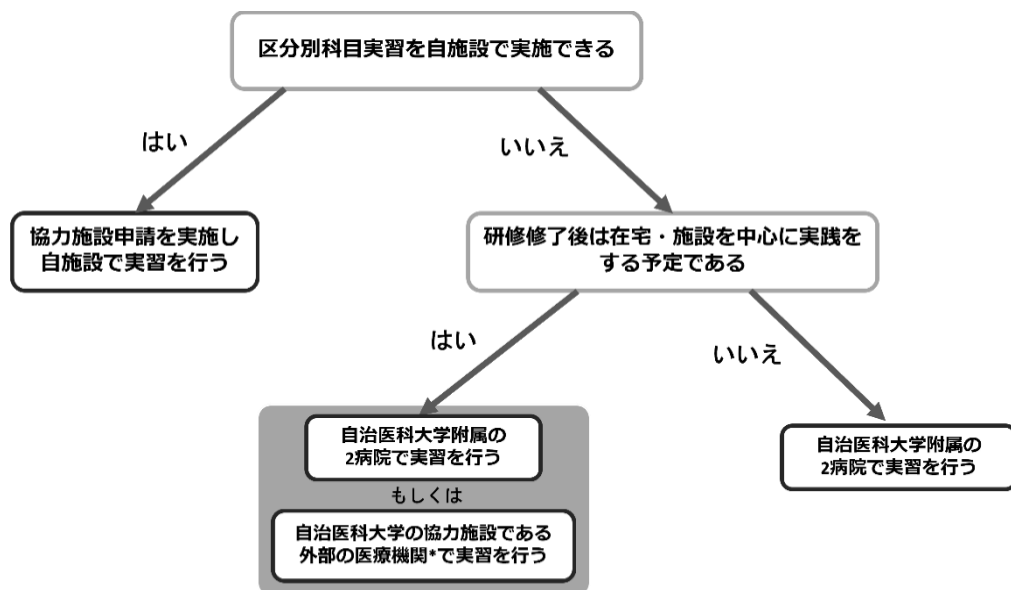 区分別科目実習を自施設で実施できる
はい
いいえ
協力施設申請を実施し
自施設で実習を行う
研修修了後は在宅・施設を中心に実践を
する予定である
はい
いいえ
自治医科大学附属の
2病院で実習を行う
もしくは
自治医科大学の協力施設である
外部の医療機関*で実習を行う
自治医科大学附属の
2病院で実習を行う